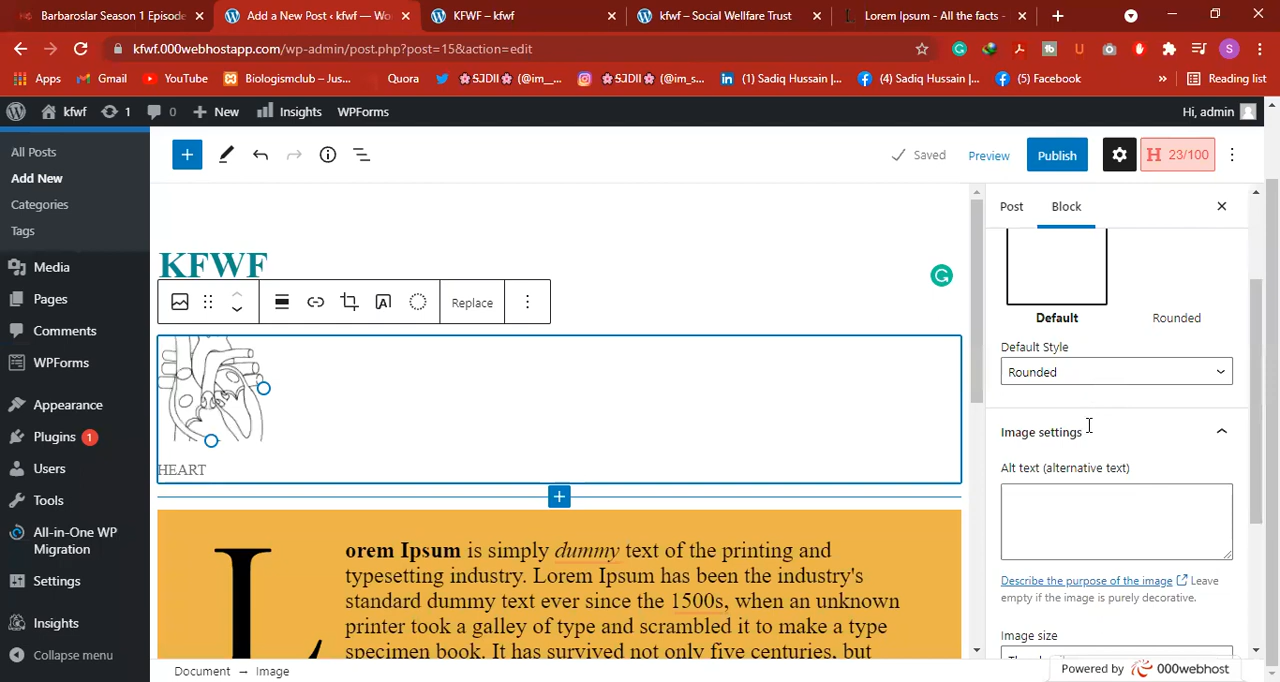 Barbaroslar Season 1 Episode
Add a New Post ‹ kfwf — Wo
KFWF – kfwf
kfwf – Social Wellfare Trust
Lorem Ipsum - All the facts -
kfwf.000webhostapp.com/wp-admin/post.php?post=15&action=edit
S
Apps
Gmail
YouTube
Biologismclub – Jus...
Quora
✿SJDII✿ (@im__...
✿SJDII✿ (@im_s...
(1) Sadiq Hussain |...
(4) Sadiq Hussain |...
(5) Facebook
»
Reading list
kfwf
1
0
New
Insights
WPForms
Hi, admin
All Posts
Add New
Categories
Tags
Media
Pages
Comments
WPForms
Appearance
Plugins 1
Users
Tools
All-in-One WP
Migration
Settings
Insights
Collapse menu
Saved
Preview
Publish
H 23/100
KFWF
Replace
HEART
Lorem Ipsum is simply dummy text of the printing and
typesetting industry. Lorem Ipsum has been the industry's
standard dummy text ever since the 1500s, when an unknown
printer took a galley of type and scrambled it to make a type
specimen book. It has survived not only five centuries, but
Document → Image
Post
Block
Default
Rounded
Default Style
Rounded
Image settings
Alt text (alternative text)
Describe the purpose of the image Leave
empty if the image is purely decorative.
Image size
Powered by 000webhost